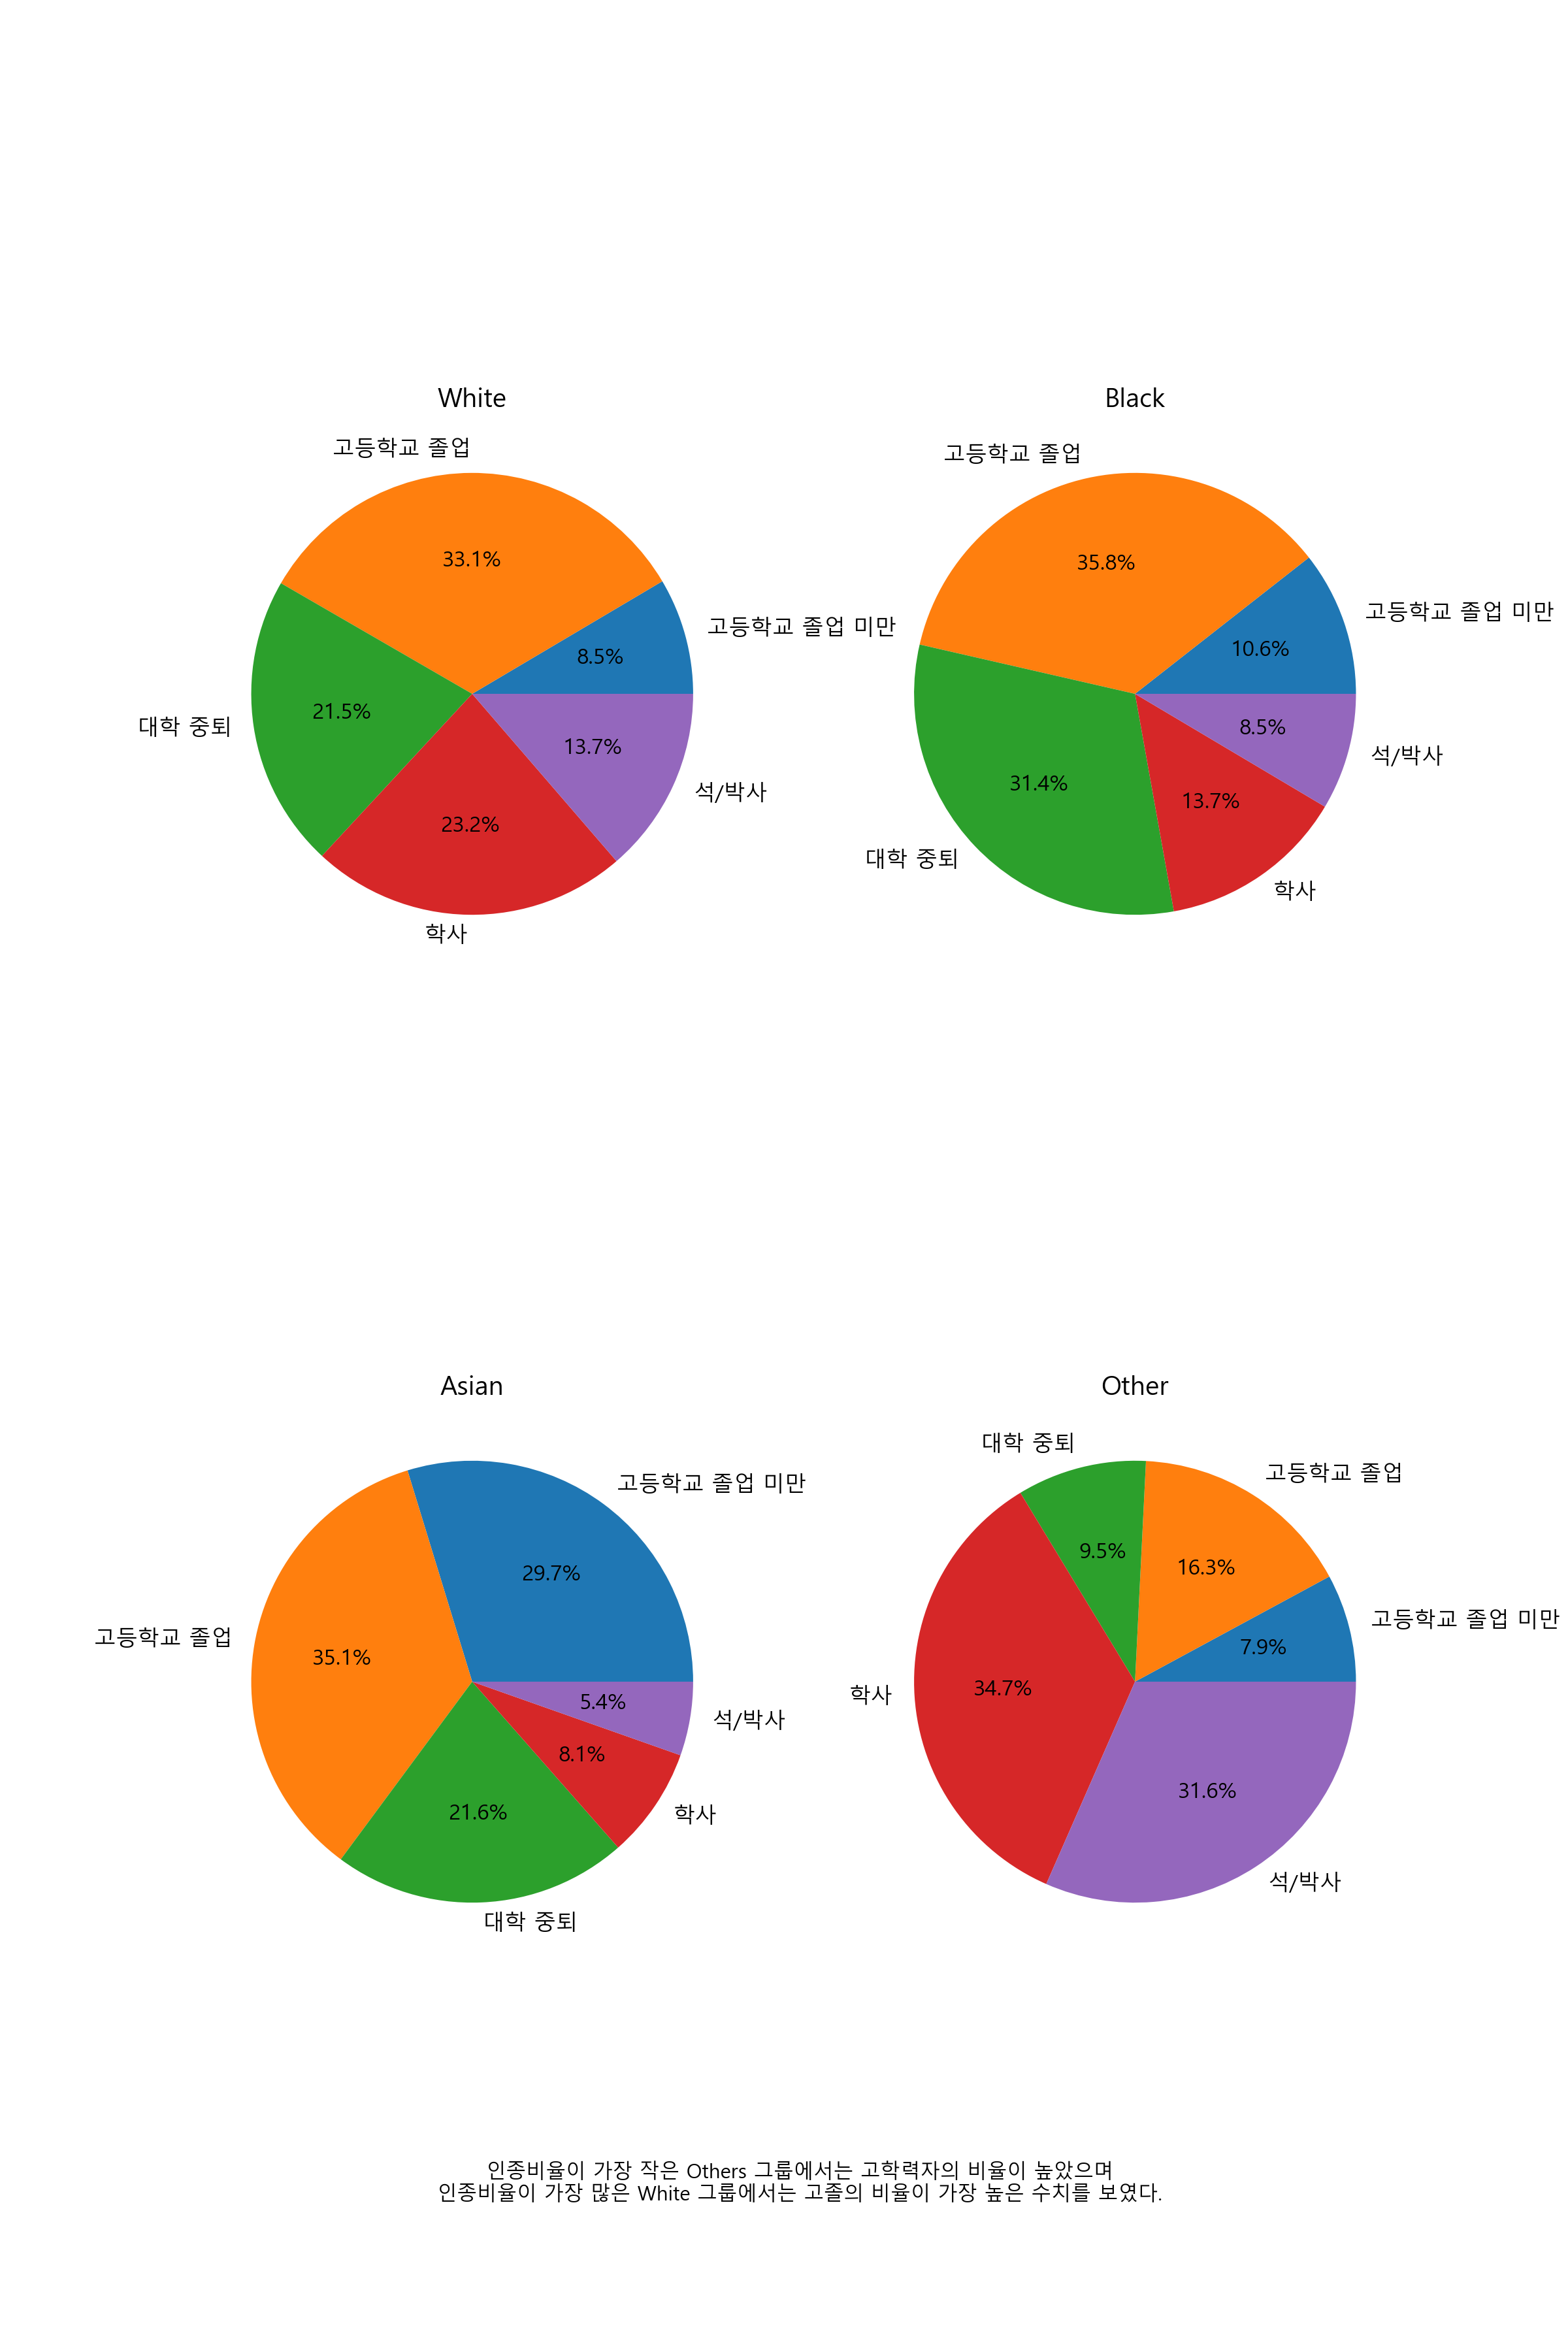 White
고등학교 졸업
33.1%
고등학교 졸업 미만
8.5%
21.5%
대학 중퇴
13.7%
석/박사
23.2%
학사
Black
고등학교 졸업
35.8%
고등학교 졸업 미만
10.6%
8.5%
석/박사
31.4%
13.7%
대학 중퇴
학사
Asian
고등학교 졸업 미만
29.7%
고등학교 졸업
35.1%
5.4%
석/박사
8.1%
21.6%
학사
대학 중퇴
Other
대학 중퇴
고등학교 졸업
9.5%
16.3%
고등학교 졸업 미만
7.9%
학사
34.7%
31.6%
석/박사
인종비율이 가장 작은 Others 그룹에서는 고학력자의 비율이 높았으며
인종비율이 가장 많은 White 그룹에서는 고졸의 비율이 가장 높은 수치를 보였다.